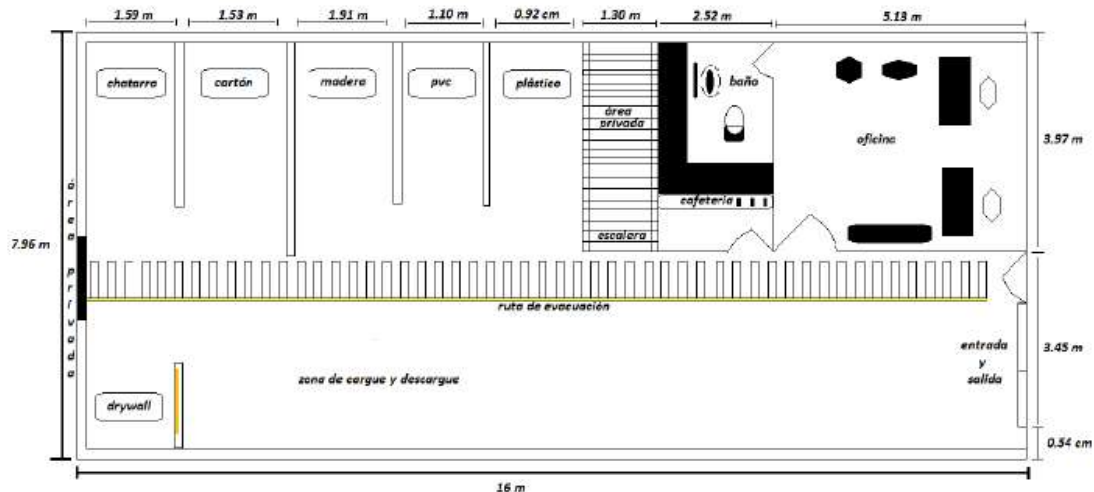 1.59 m 1.53 m 1.91 m 1.10 m 0.92 cm 1.30 m 2.52 m 5.13 m
chatarra
cartón
madera
pvc
plástico
área
privada
baño
oficina
3.97 m
cafeteria
escalera
área privada
7.96 m
ruta de evacuación
zona de cargue y descargue
entrada
y
salida
3.45 m
drywall
0.54 cm
16 m